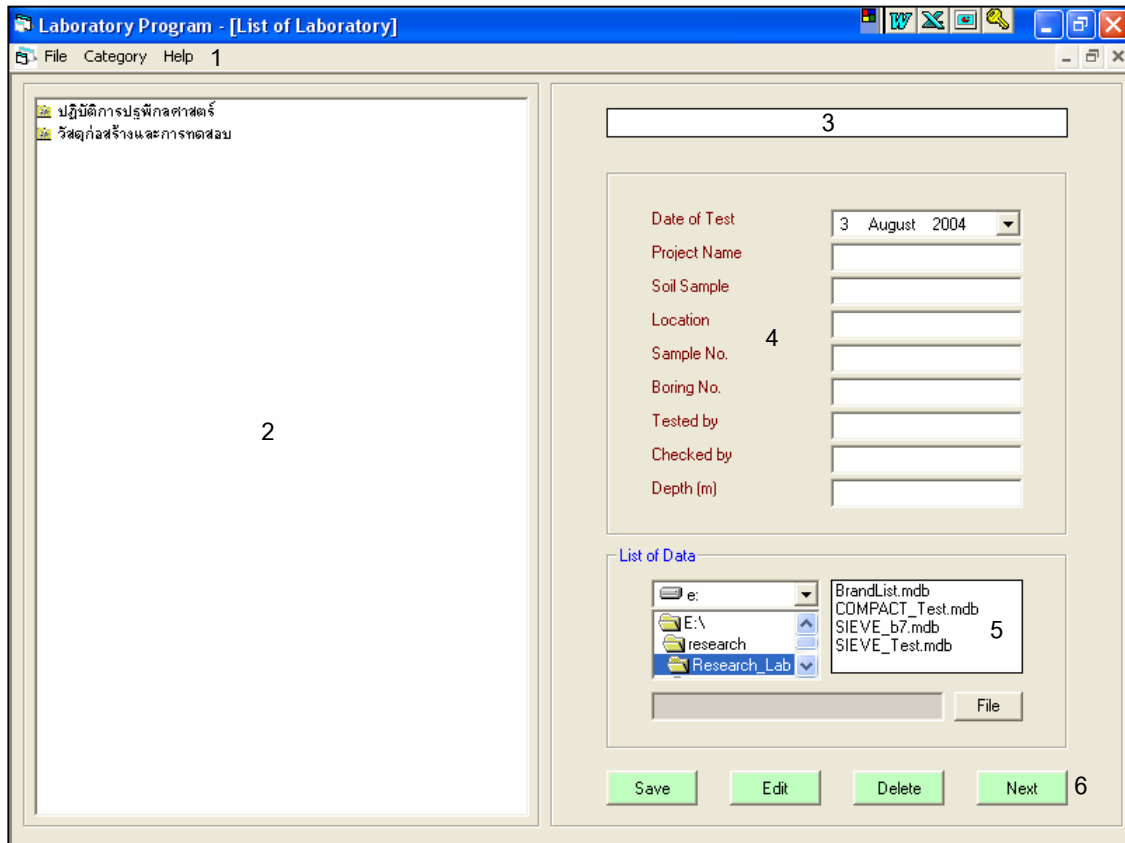 Laboratory Program - [List of Laboratory]
File Category Help 1
ปฏิบัติการปฐพีกลศาสตร์
วัสดุก่อสร้างและการทดสอบ
2
3
Date of Test 3 August 2004
Project Name
Soil Sample
Location
4
Sample No.
Boring No.
Tested by
Checked by
Depth (m)
List of Data
e:
E:\
research
Research_Lab
BrandList.mdb
COMPACT_Test.mdb
SIEVE_b7.mdb
SIEVE_Test.mdb
5
File
Save Edit Delete Next 6